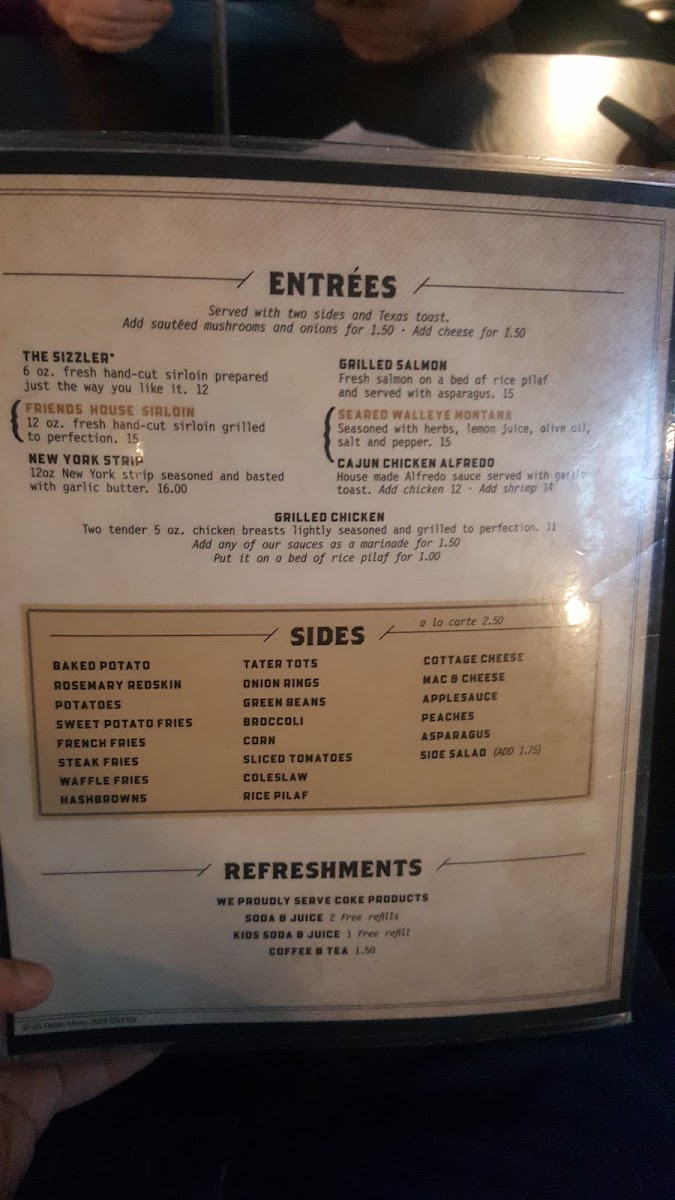 ENTRÉES
Served with two sides and Texas toast.
Add sautéed mushrooms and onions for 1.50 · Add cheese for 1.50
THE SIZZLER*
6 oz. fresh hand-cut sirloin prepared
just the way you like it. 12
FRIENDS HOUSE SIRLOIN
12 oz. fresh hand-cut sirloin grilled
to perfection. 15
NEW YORK STRIP
12oz New York strip seasoned and basted
with garlic butter. 16.00
GRILLED SALMON
Fresh salmon on a bed of rice pilaf
and served with asparagus. 15
SEARED WALLEYE MONTANA
Seasoned with herbs, lemon juice, olive oil,
salt and pepper. 15
CAJUN CHICKEN ALFREDO
House made Alfredo sauce served with garlic
toast. Add chicken 12 · Add shrimp 14
GRILLED CHICKEN
Two tender 5 oz. chicken breasts lightly seasoned and grilled to perfection. 11
Add any of our sauces as a marinade for 1.50
Put it on a bed of rice pilaf for 1.00
SIDES
a la carte 2.50
BAKED POTATO
ROSEMARY REDSKIN
POTATOES
SWEET POTATO FRIES
FRENCH FRIES
STEAK FRIES
WAFFLE FRIES
HASHBROWNS
TATER TOTS
ONION RINGS
GREEN BEANS
BROCCOLI
CORN
SLICED TOMATOES
COLESLAW
RICE PILAF
COTTAGE CHEESE
MAC & CHEESE
APPLESAUCE
PEACHES
ASPARAGUS
SIDE SALAD (ADD 1.75)
REFRESHMENTS
WE PROUDLY SERVE COKE PRODUCTS
SODA & JUICE 2 Free refills
KIDS SODA & JUICE 1 Free refill
COFFEE & TEA 1.50
© US Foods Menu 2019